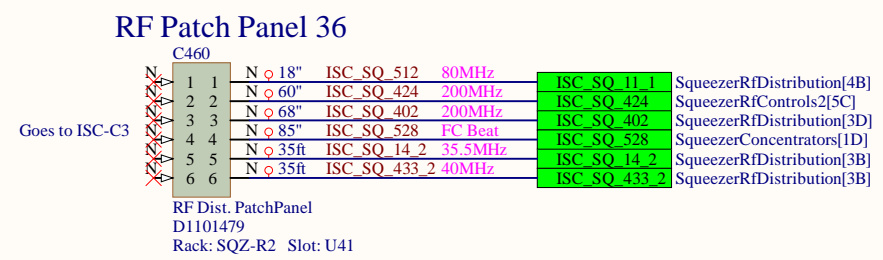 RF Patch Panel 36
C460
N 1 1 N 18" ISC_SQ_512 80MHz ISC_SQ_11_1 SqueezerRfDistribution[4B]
N 2 2 N 60" ISC_SQ_424 200MHz ISC_SQ_424 SqueezerRfControls2[5C]
N 3 3 N 68" ISC_SQ_402 200MHz ISC_SQ_402 SqueezerRfDistribution[3D]
Goes to ISC-C3 N 4 4 N 85" ISC_SQ_528 FC Beat ISC_SQ_528 SqueezerConcentrators[1D]
N 5 5 N 35ft ISC_SQ_14_2 35.5MHz ISC_SQ_14_2 SqueezerRfDistribution[3B]
N 6 6 N 35ft ISC_SQ_433_2 40MHz ISC_SQ_433_2 SqueezerRfDistribution[3B]
RF Dist. PatchPanel
D1101479
Rack: SQZ-R2 Slot: U41